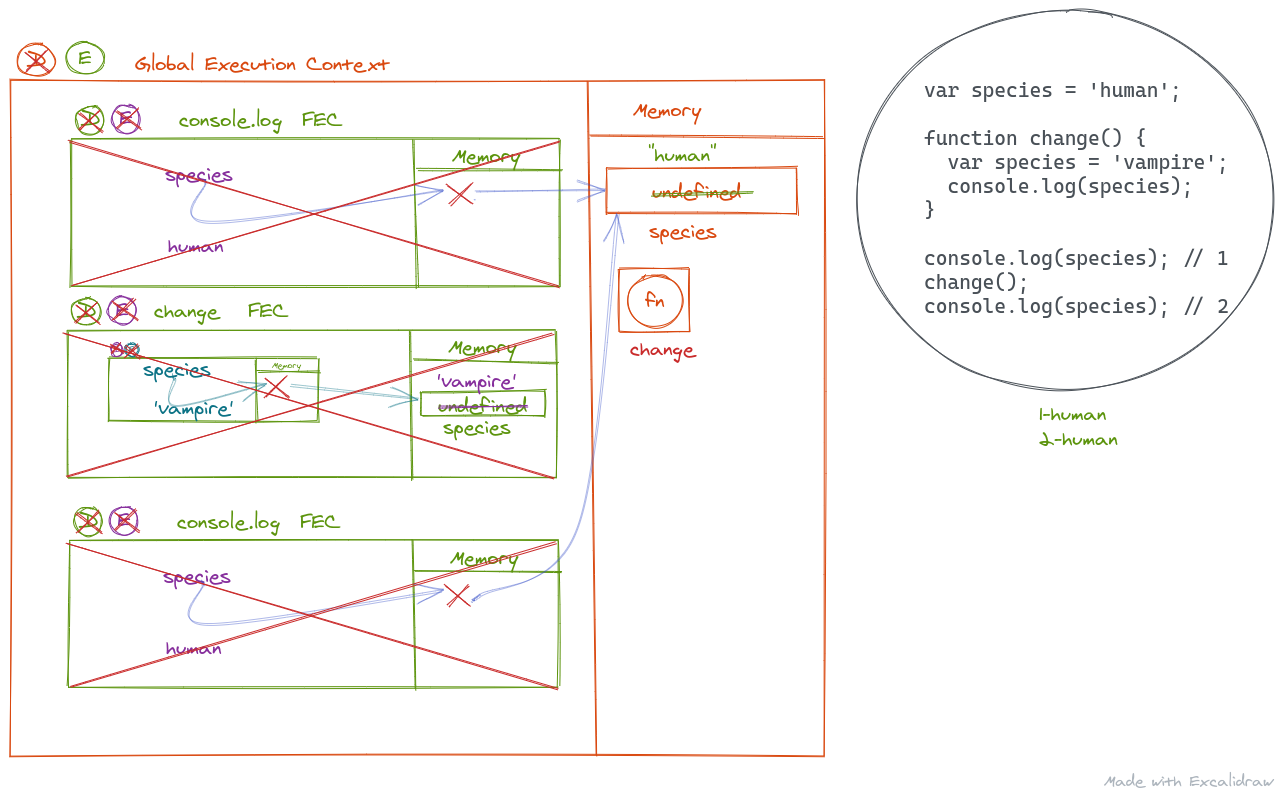 D E Global Execution Context
Memory
D E console.log FEC
Memory
species
human
"human"
undefined
species
fn
change
D E change FEC
Memory
D E
Memory
species
'vampire'
'vampire'
undefined
species
D E console.log FEC
Memory
species
human
var species = 'human';
function change() {
var species = 'vampire';
console.log(species);
}
console.log(species); // 1
change();
console.log(species); // 2
1-human
2-human
Made with Excalidraw